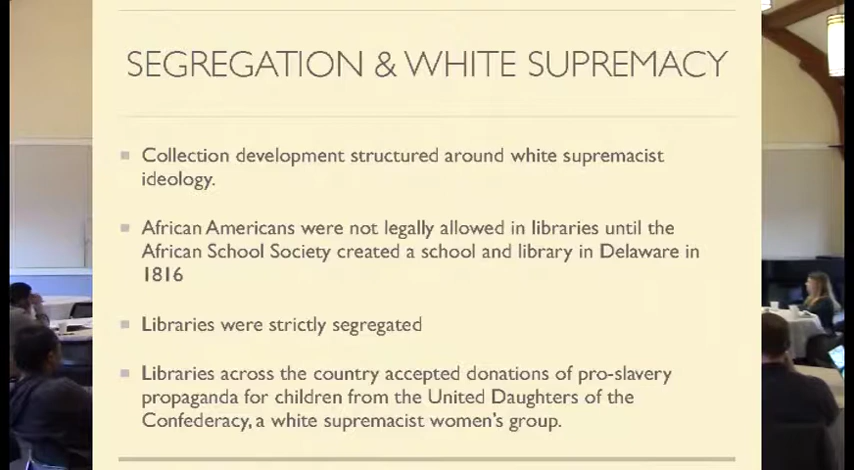 SEGREGATION & WHITE SUPREMACY
Collection development structured around white supremacist
ideology.
African Americans were not legally allowed in libraries until the
African School Society created a school and library in Delaware in
1816
Libraries were strictly segregated
Libraries across the country accepted donations of pro-slavery
propaganda for children from the United Daughters of the
Confederacy, a white supremacist women's group.